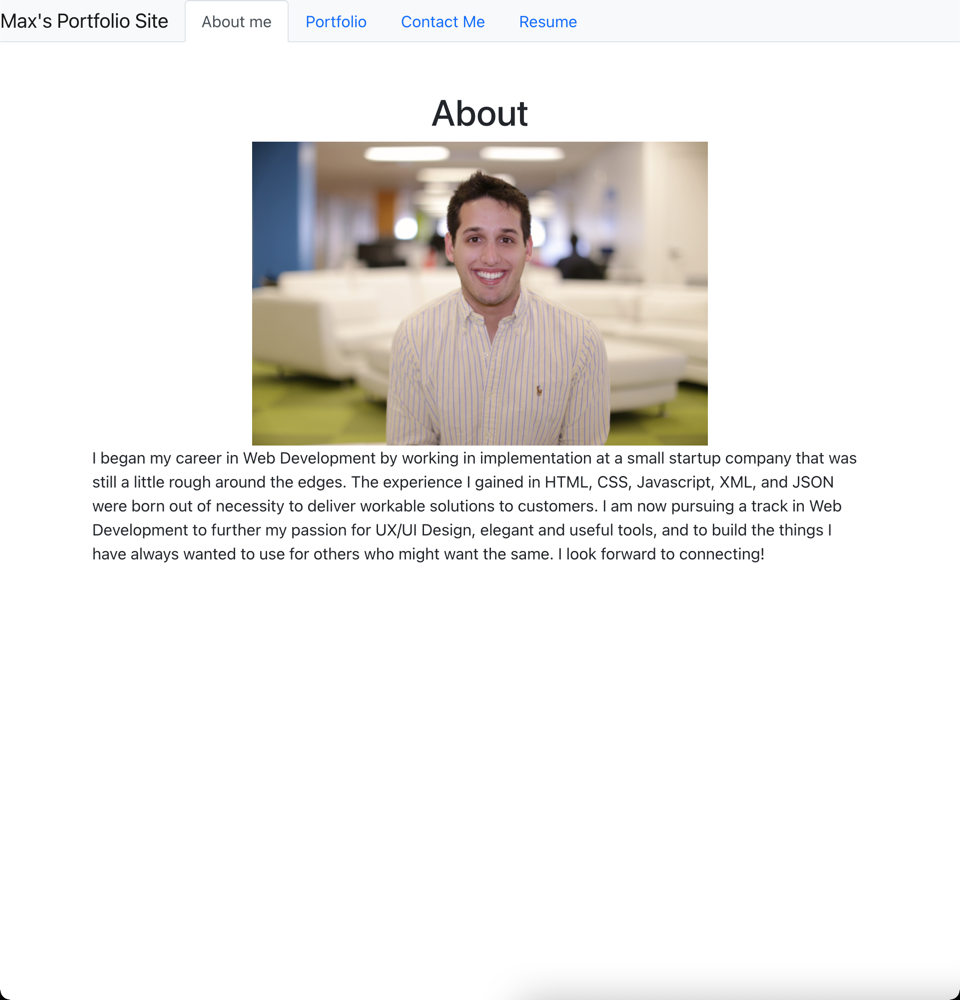 Max's Portfolio Site
About me
Portfolio
Contact Me
Resume
About
I began my career in Web Development by working in implementation at a small startup company that was
still a little rough around the edges. The experience I gained in HTML, CSS, Javascript, XML, and JSON
were born out of necessity to deliver workable solutions to customers. I am now pursuing a track in Web
Development to further my passion for UX/UI Design, elegant and useful tools, and to build the things I
have always wanted to use for others who might want the same. I look forward to connecting!